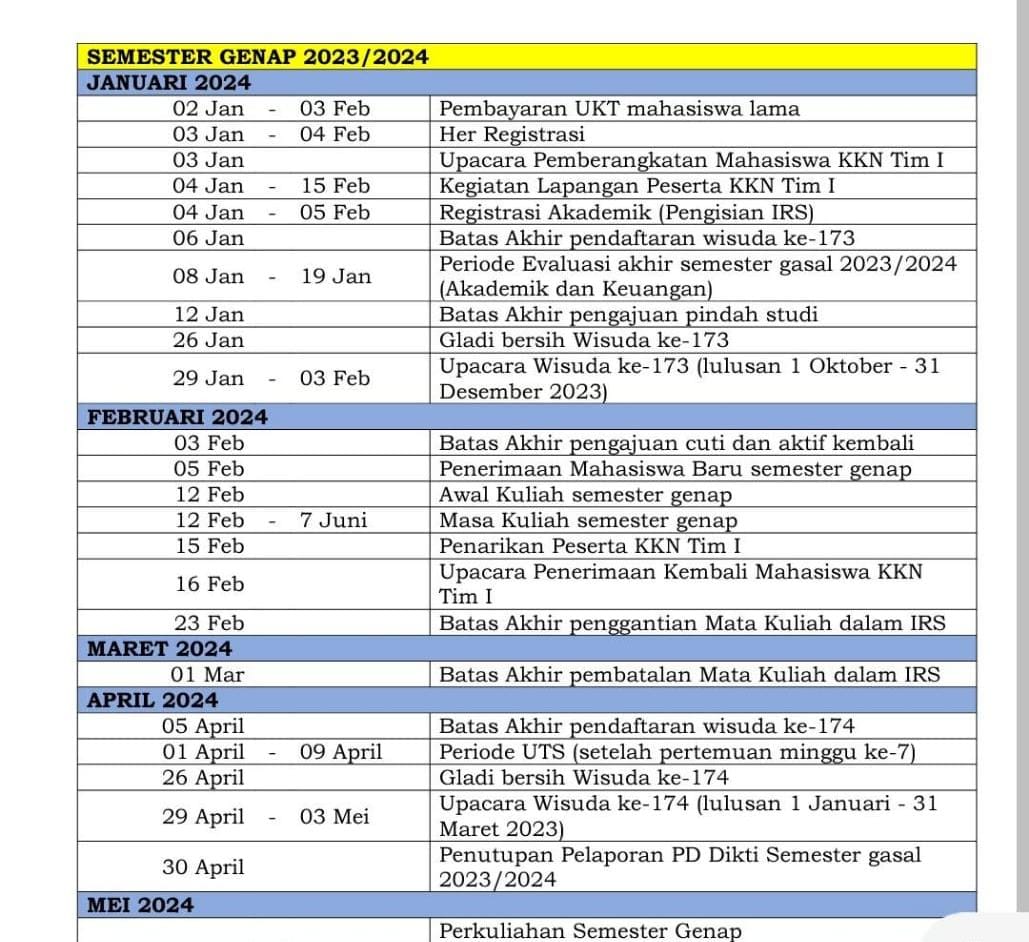 SEMESTER GENAP 2023/2024
JANUARI 2024
02 Jan - 03 Feb Pembayaran UKT mahasiswa lama
03 Jan - 04 Feb Her Registrasi
03 Jan Upacara Pemberangkatan Mahasiswa KKN Tim I
04 Jan - 15 Feb Kegiatan Lapangan Peserta KKN Tim I
04 Jan - 05 Feb Registrasi Akademik (Pengisian IRS)
06 Jan Batas Akhir pendaftaran wisuda ke-173
08 Jan - 19 Jan Periode Evaluasi akhir semester gasal 2023/2024
(Akademik dan Keuangan)
12 Jan Batas Akhir pengajuan pindah studi
26 Jan Gladi bersih Wisuda ke-173
29 Jan - 03 Feb Upacara Wisuda ke-173 (lulusan 1 Oktober - 31
Desember 2023)
FEBRUARI 2024
03 Feb Batas Akhir pengajuan cuti dan aktif kembali
05 Feb Penerimaan Mahasiswa Baru semester genap
12 Feb Awal Kuliah semester genap
12 Feb - 7 Juni Masa Kuliah semester genap
15 Feb Penarikan Peserta KKN Tim I
16 Feb Upacara Penerimaan Kembali Mahasiswa KKN
Tim I
23 Feb Batas Akhir penggantian Mata Kuliah dalam IRS
MARET 2024
01 Mar Batas Akhir pembatalan Mata Kuliah dalam IRS
APRIL 2024
05 April Batas Akhir pendaftaran wisuda ke-174
01 April - 09 April Periode UTS (setelah pertemuan minggu ke-7)
26 April Gladi bersih Wisuda ke-174
29 April - 03 Mei Upacara Wisuda ke-174 (lulusan 1 Januari - 31
Maret 2023)
30 April Penutupan Pelaporan PD Dikti Semester gasal
2023/2024
MEI 2024
Perkuliahan Semester Genap